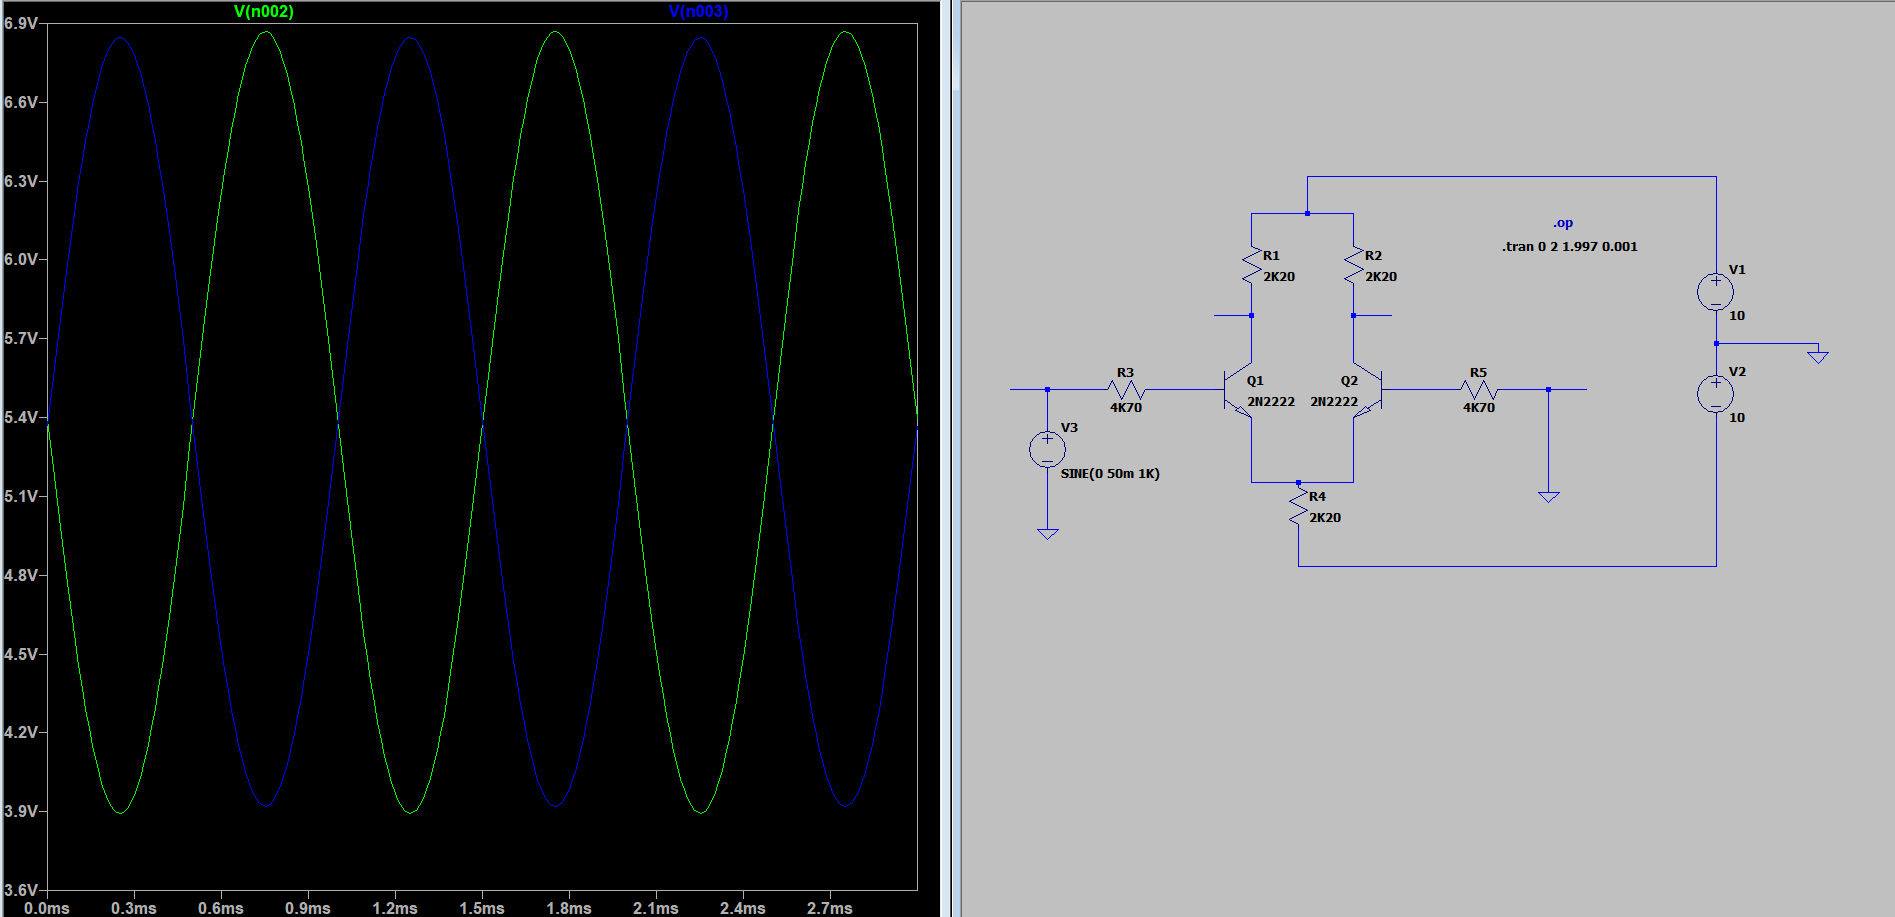 V(n002) V(n003)
6.9V
6.6V
6.3V
6.0V
5.7V
5.4V
5.1V
4.8V
4.5V
4.2V
3.9V
3.6V
0.0ms 0.3ms 0.6ms 0.9ms 1.2ms 1.5ms 1.8ms 2.1ms 2.4ms 2.7ms
.op
.tran 0 2 1.997 0.001
R1
2K20
R2
2K20
V1
10
R3
4K70
Q1
2N2222
Q2
2N2222
R5
4K70
V2
10
V3
SINE(0 50m 1K)
R4
2K20